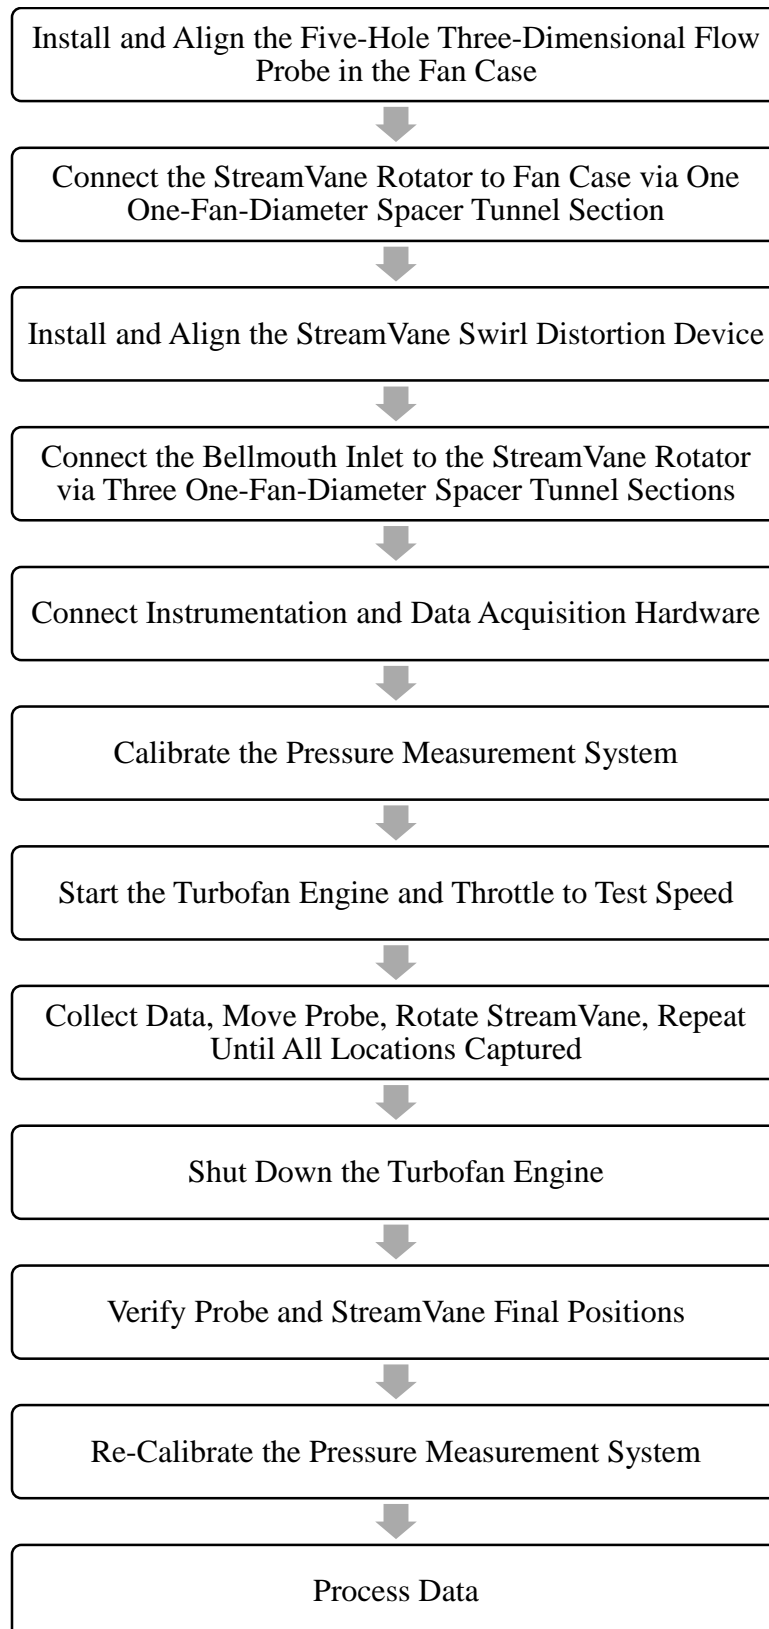 Install and Align the Five-Hole Three-Dimensional Flow
Probe in the Fan Case
Connect the StreamVane Rotator to Fan Case via One
One-Fan-Diameter Spacer Tunnel Section
Install and Align the StreamVane Swirl Distortion Device
Connect the Bellmouth Inlet to the StreamVane Rotator
via Three One-Fan-Diameter Spacer Tunnel Sections
Connect Instrumentation and Data Acquisition Hardware
Calibrate the Pressure Measurement System
Start the Turbofan Engine and Throttle to Test Speed
Collect Data, Move Probe, Rotate StreamVane, Repeat
Until All Locations Captured
Shut Down the Turbofan Engine
Verify Probe and StreamVane Final Positions
Re-Calibrate the Pressure Measurement System
Process Data